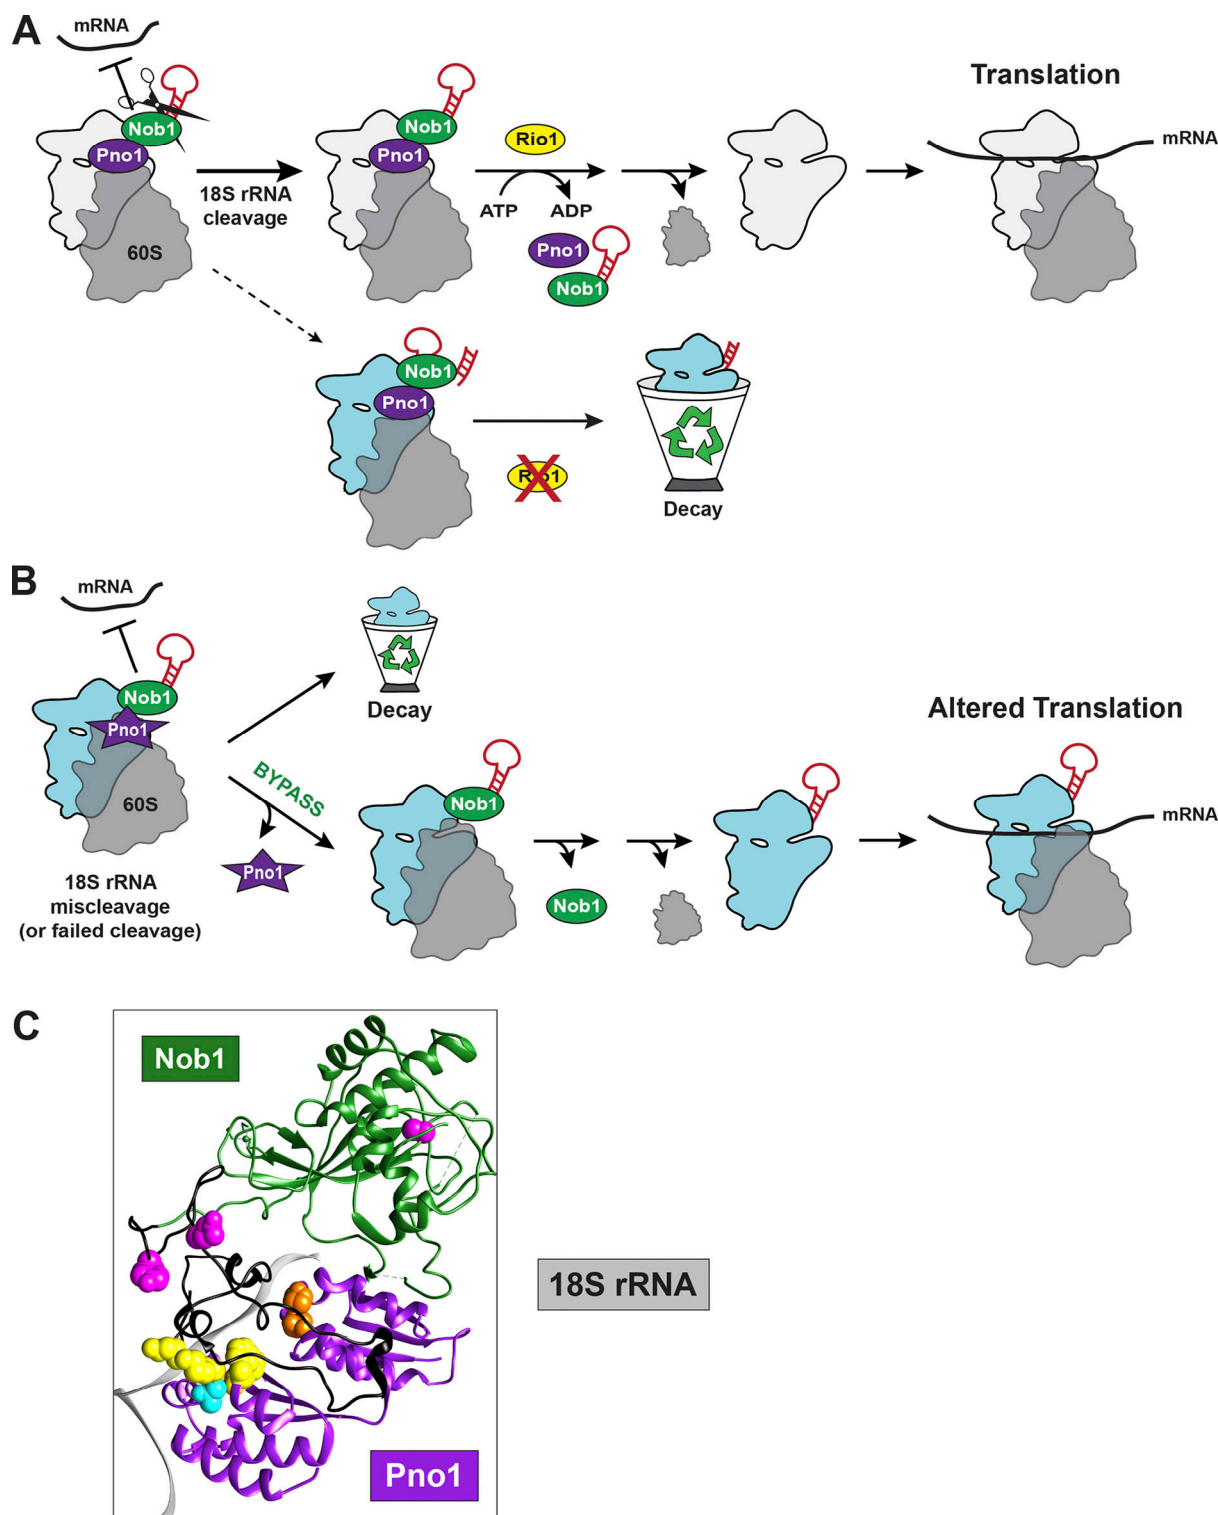 A
mRNA
Nob1
Pno1
60S
18S rRNA
cleavage
Nob1
Pno1
Rio1
ATP
ADP
Pno1
Nob1
Translation
mRNA
Nob1
Pno1
Rio1
Decay
B
mRNA
Nob1
Pno1
60S
18S rRNA
miscleavage
(or failed cleavage)
Decay
BYPASS
Pno1
Nob1
Nob1
Altered Translation
mRNA
C
Nob1
18S rRNA
Pno1